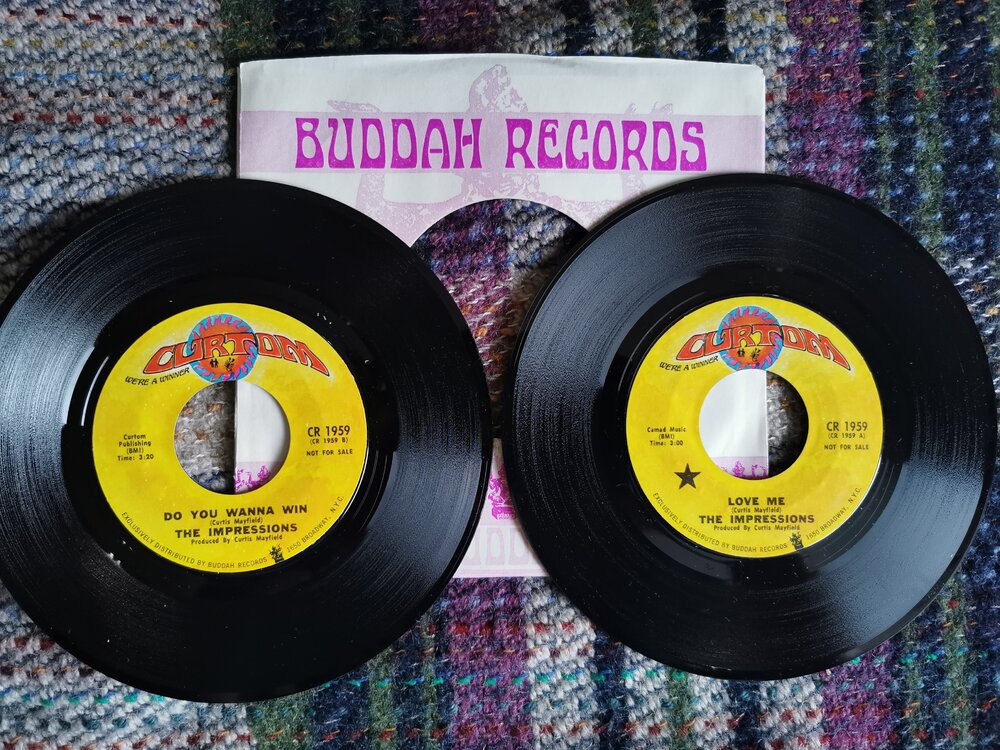 BUDDAH RECORDS
CURTOM
WE'RE A WINNER
Curtom
Publishing
(BMI)
Time: 3:20
CR 1959
(CR 1959 B)
NOT FOR SALE
DO YOU WANNA WIN
(Curtis Mayfield)
THE IMPRESSIONS
Produced by Curtis Mayfield
EXCLUSIVELY DISTRIBUTED BY BUDDAH RECORDS 1650 BROADWAY, N.Y.C.
CURTOM
WE'RE A WINNER
Camad Music
(BMI)
Time: 3:00
CR 1959
(CR 1959 A)
NOT FOR SALE
LOVE ME
(Curtis Mayfield)
THE IMPRESSIONS
Produced by Curtis Mayfield
EXCLUSIVELY DISTRIBUTED BY BUDDAH RECORDS 1650 BROADWAY, N.Y.C.